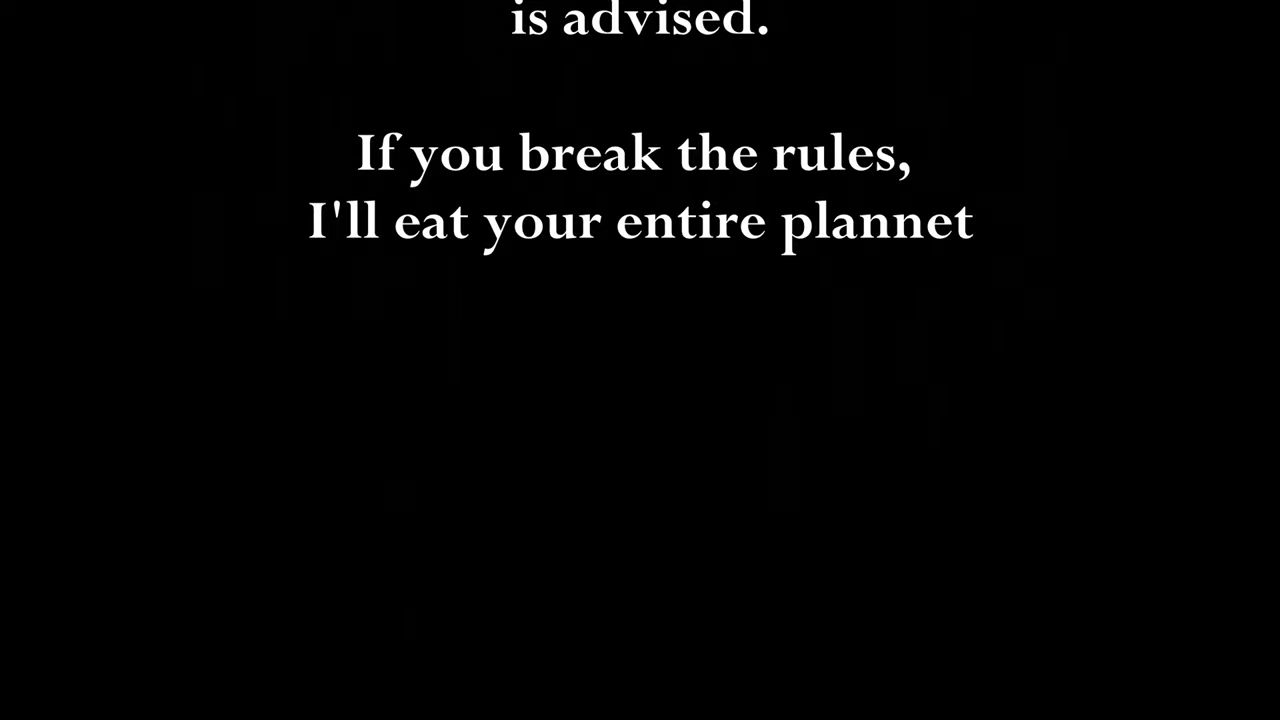 is advised.
If you break the rules,
I'll eat your entire plannet